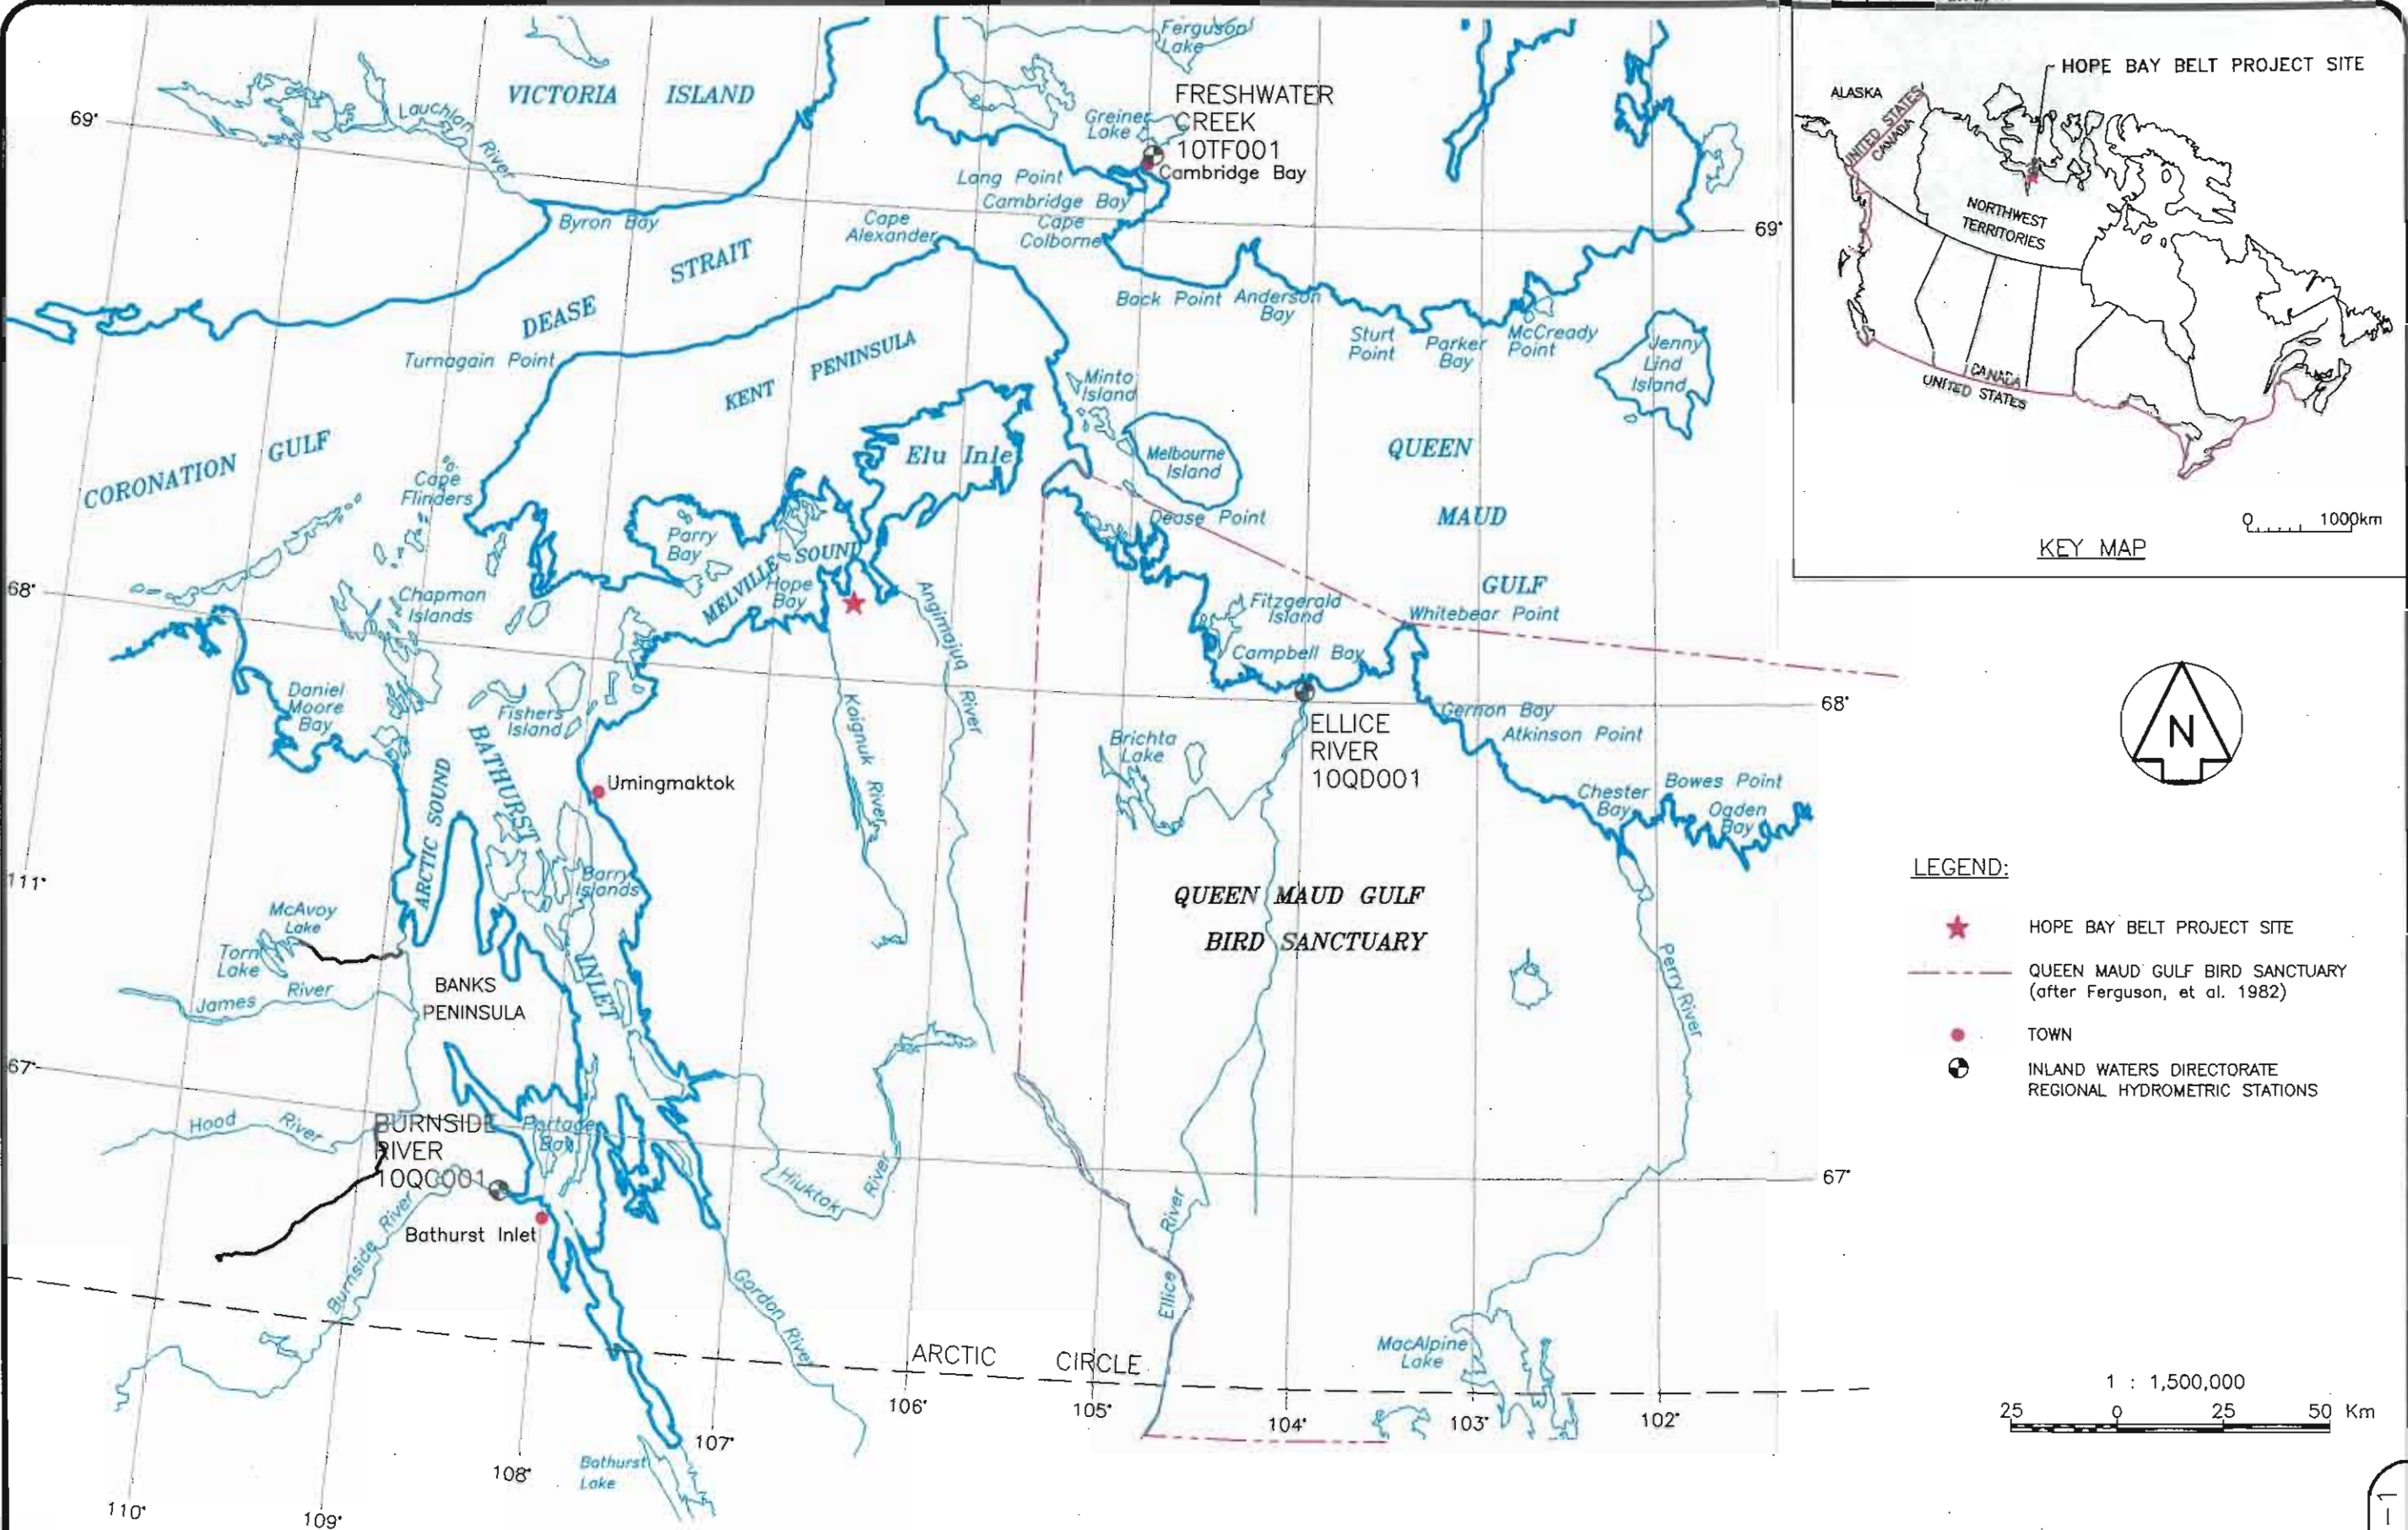 Ferguson
Lake
VICTORIA ISLAND
69°
Lauchlan
River
FRESHWATER
CREEK
10TF001
Greiner
Lake
Cambridge Bay
Long Point
Cambridge Bay
Cape
Colborne
Byron Bay
Cape
Alexander
69°
DEASE STRAIT
Back Point
Anderson
Bay
Sturt
Point
Parker
Bay
McCready
Point
Jenny
Lind
Island
Turnagain Point
KENT PENINSULA
Minto
Island
CORONATION GULF
Elu Inlet
Melbourne
Island
QUEEN
MAUD
GULF
Cape
Flinders
Parry
Bay
Dease Point
MELVILLE SOUND
Hope
Bay
68°
Chapman
Islands
Angimajuq River
Fitzgerald
Island
Whitebear Point
Campbell Bay
Daniel
Moore
Bay
Fishers
Island
Koignuk River
68°
Gernon Bay
Atkinson Point
ELLICE
RIVER
10QD001
Brichta
Lake
BATHURST INLET
ARCTIC SOUND
Umingmaktok
Chester
Bay
Bowes Point
Ogden
Bay
111°
Barry
Islands
QUEEN MAUD GULF
BIRD SANCTUARY
McAvoy
Lake
Torn
Lake
James River
BANKS
PENINSULA
Perry River
67°
Hood River
BURNSIDE
RIVER
10QC001
Portage
Bay
Hiuktok River
67°
Bathurst Inlet
Burnside River
Gordon River
Ellice River
MacAlpine
Lake
ARCTIC CIRCLE
106°
105°
104°
103°
102°
107°
108°
Bathurst
Lake
110°
109°
HOPE BAY BELT PROJECT SITE
ALASKA
UNITED STATES
CANADA
NORTHWEST
TERRITORIES
CANADA
UNITED STATES
0 1000km
KEY MAP
N
LEGEND:
HOPE BAY BELT PROJECT SITE
QUEEN MAUD GULF BIRD SANCTUARY
(after Ferguson, et al. 1982)
TOWN
INLAND WATERS DIRECTORATE
REGIONAL HYDROMETRIC STATIONS
1 : 1,500,000
25 0 25 50 Km